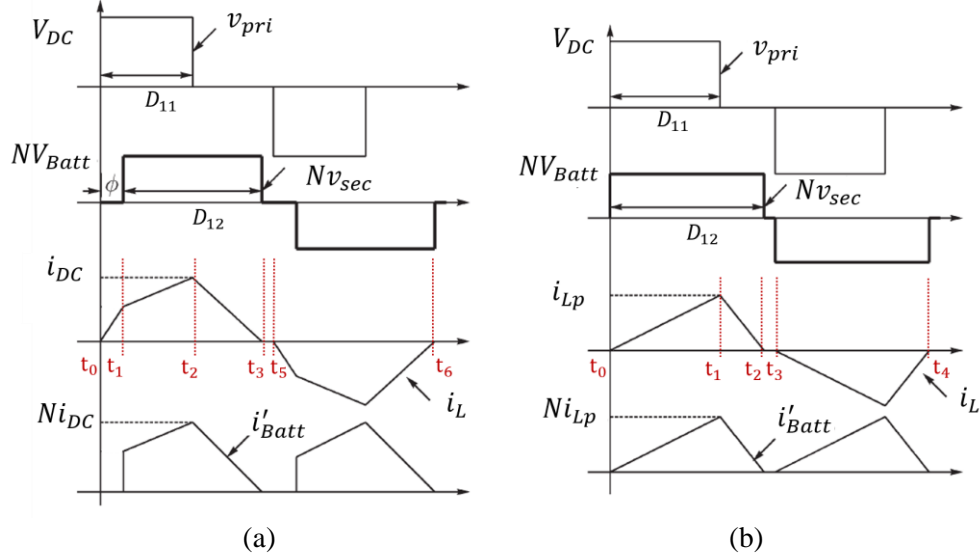 V_DC
v_pri
D_11
NV_Batt
ϕ
Nv_sec
D_12
i_DC
t_0 t_1 t_2 t_3 t_5 t_6
i_L
Ni_DC
i'_Batt
(a)
V_DC
v_pri
D_11
NV_Batt
Nv_sec
D_12
i_Lp
t_0 t_1 t_2 t_3 t_4
i_L
Ni_Lp
i'_Batt
(b)